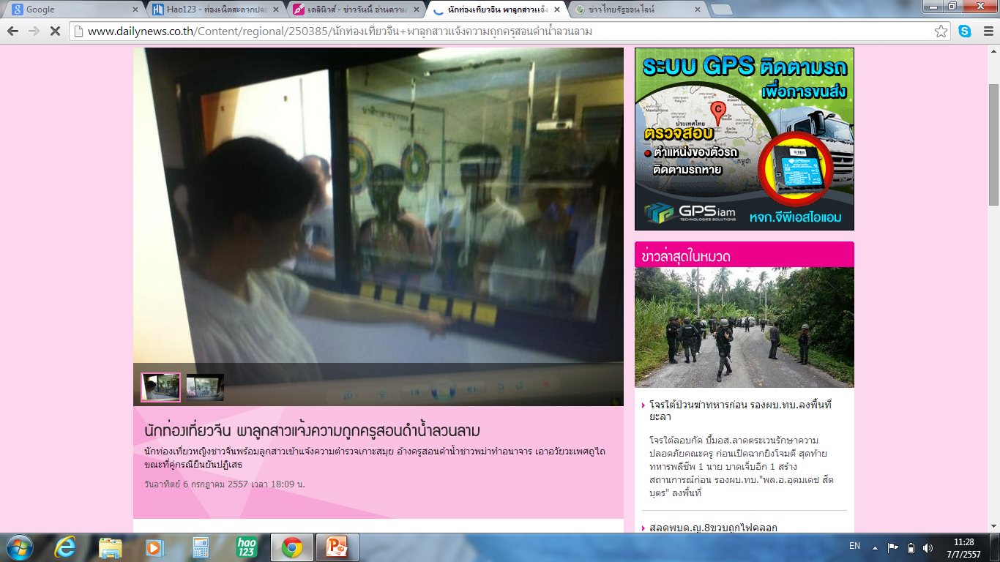 Google
Hao123 - ท่องเน็ตสะดวกปลอ
เดลินิวส์ - ข่าววันนี้ อ่านความ
นักท่องเที่ยวจีน พาลูกสาวแจ้ง
ข่าวไทยรัฐออนไลน์
www.dailynews.co.th/Content/regional/250385/นักท่องเที่ยวจีน+พาลูกสาวแจ้งความถูกครูสอนดำน้ำลวนลาม
ระบบ GPS ติดตามรถ
เพื่อการขนส่ง
C
ประเทศไทย
ตรวจสอบ
ตำแหน่งของตัวรถ
ติดตามรถหาย
กัมพูชา
GPSiam
TECHNOLOGIES SOLUTIONS
หจก.จีพีเอสไอแอม
ข่าวล่าสุดในหมวด
นักท่องเที่ยวจีน พาลูกสาวแจ้งความถูกครูสอนดำน้ำลวนลาม
นักท่องเที่ยวหญิงชาวจีนพร้อมลูกสาวเข้าแจ้งความตำรวจเกาะสมุย อ้างครูสอนดำน้ำชาวพม่าทำอนาจาร เอาอวัยวะเพศถูไถ
ขณะที่คู่กรณียืนยันปฏิเสธ
วันอาทิตย์ 6 กรกฎาคม 2557 เวลา 18:09 น.
โจรใต้ป่วนฆ่าทหารก่อน รองผบ.ทบ.ลงพื้นที่
ยะลา
โจรใต้ลอบกัด บึ้มอส.ลาดตระเวนรักษาความ
ปลอดภัยคณะครู ก่อนเปิดฉากยิงโจมตี สุดท้าย
ทหารพลีชีพ 1 นาย บาดเจ็บอีก 1 สร้าง
สถานการณ์ก่อน รองผบ.ทบ."พล.อ.อุดมเดช สีต
บุตร" ลงพื้นที่
สลดพบด.ญ.8ขวบถูกไฟคลอก
hao
123
EN
11:28
7/7/2557